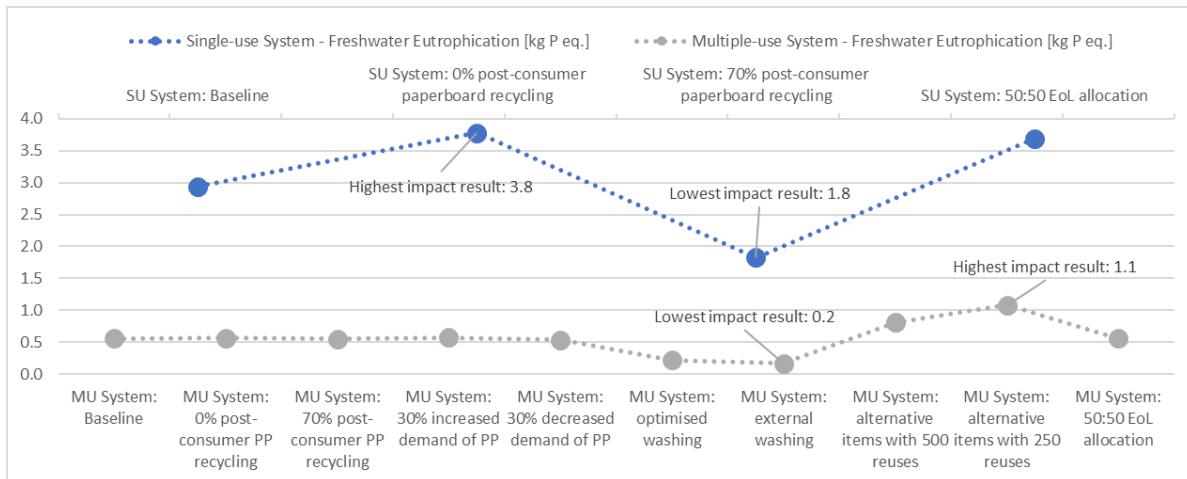 Single-use System - Freshwater Eutrophication [kg P eq.]
Multiple-use System - Freshwater Eutrophication [kg P eq.]
SU System: Baseline
SU System: 0% post-consumer
paperboard recycling
SU System: 70% post-consumer
paperboard recycling
SU System: 50:50 EoL allocation
4.0
3.5
3.0
2.5
2.0
1.5
1.0
0.5
0.0
Highest impact result: 3.8
Lowest impact result: 1.8
Highest impact result: 1.1
Lowest impact result: 0.2
MU System:
Baseline
MU System:
0% post-
consumer PP
recycling
MU System:
70% post-
consumer PP
recycling
MU System:
30% increased
demand of PP
MU System:
30% decreased
demand of PP
MU System:
optimised
washing
MU System:
external
washing
MU System:
alternative
items with 500
reuses
MU System:
alternative
items with 250
reuses
MU System:
50:50 EoL
allocation